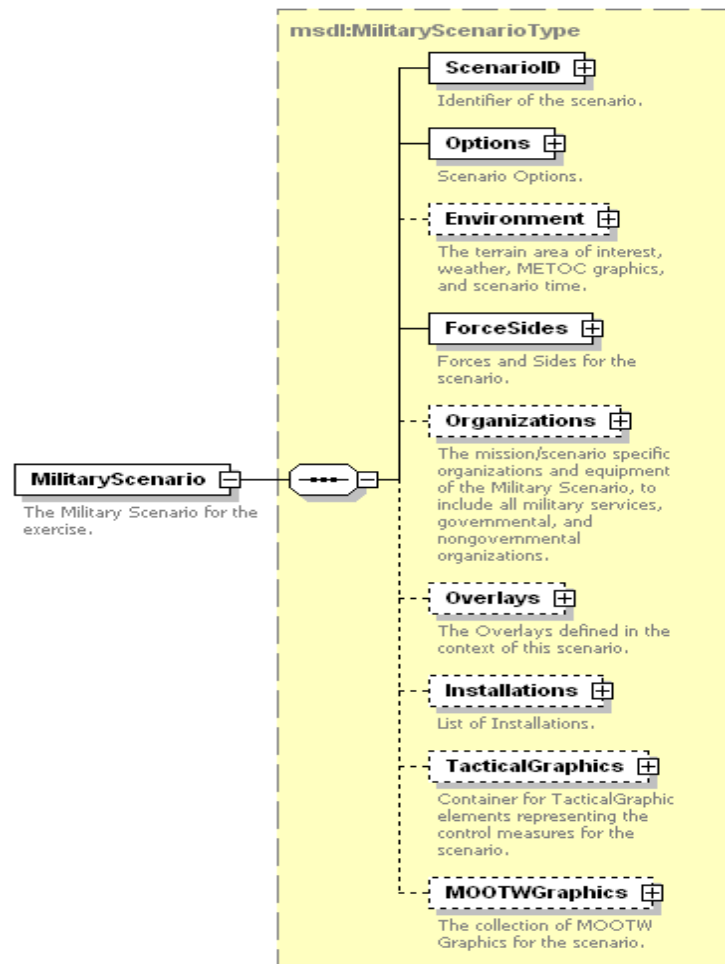 msdl:MilitaryScenarioType
ScenarioID
Identifier of the scenario.
Options
Scenario Options.
Environment
The terrain area of interest,
weather, METOC graphics,
and scenario time.
ForceSides
Forces and Sides for the
scenario.
Organizations
The mission/scenario specific
organizations and equipment
of the Military Scenario, to
include all military services,
governmental, and
nongovernmental
organizations.
MilitaryScenario
The Military Scenario for the
exercise.
Overlays
The Overlays defined in the
context of this scenario.
Installations
List of Installations.
TacticalGraphics
Container for TacticalGraphic
elements representing the
control measures for the
scenario.
MOOTWGraphics
The collection of MOOTW
Graphics for the scenario.